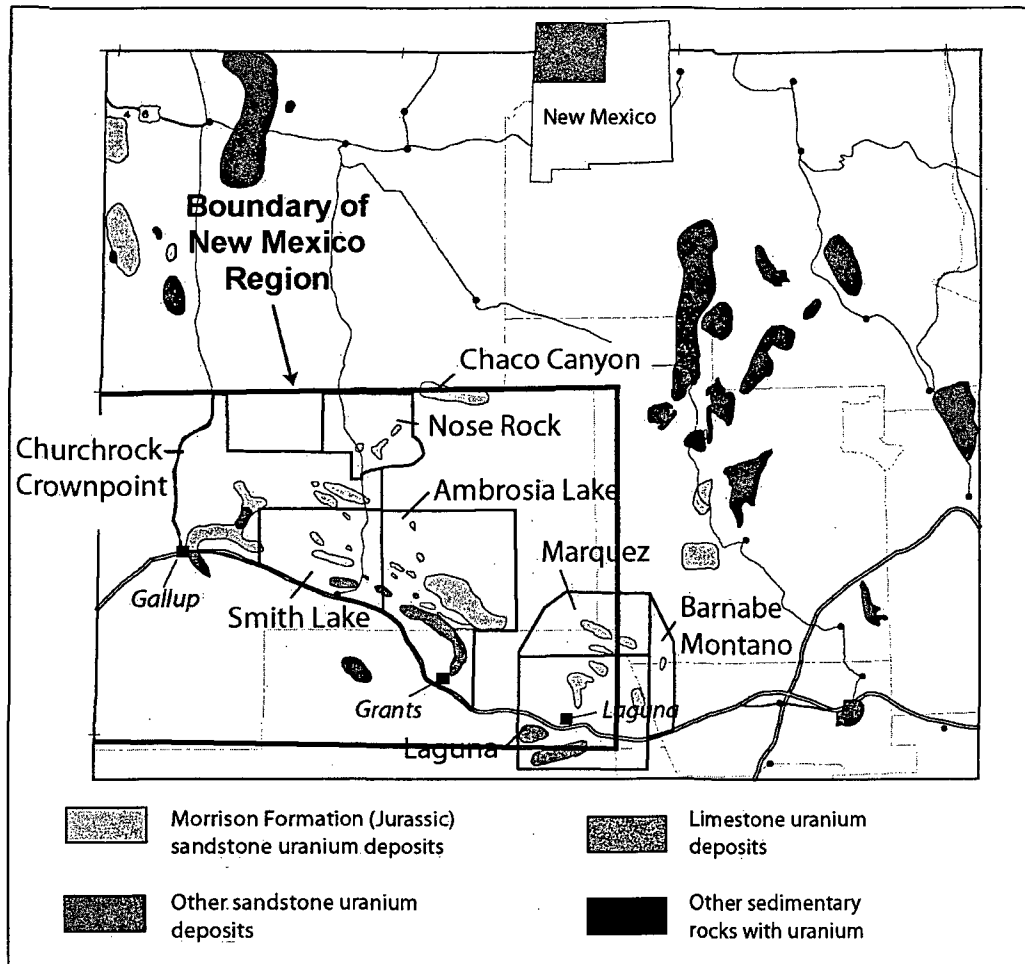 New Mexico
4
6
Boundary of
New Mexico
Region
Chaco Canyon
Nose Rock
Churchrock
Crownpoint
Ambrosia Lake
Marquez
Gallup
Smith Lake
Barnabe
Montano
Grants
Laguna
Laguna
Morrison Formation (Jurassic)
sandstone uranium deposits
Limestone uranium
deposits
Other sandstone uranium
deposits
Other sedimentary
rocks with uranium